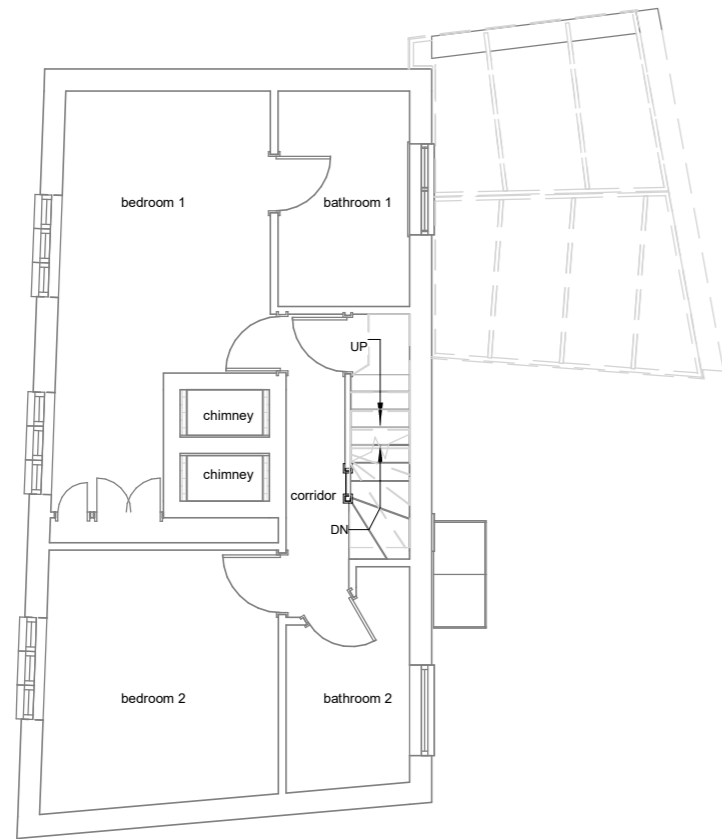 bedroom 1
bathroom 1
UP
chimney
chimney
corridor
DN
bedroom 2
bathroom 2